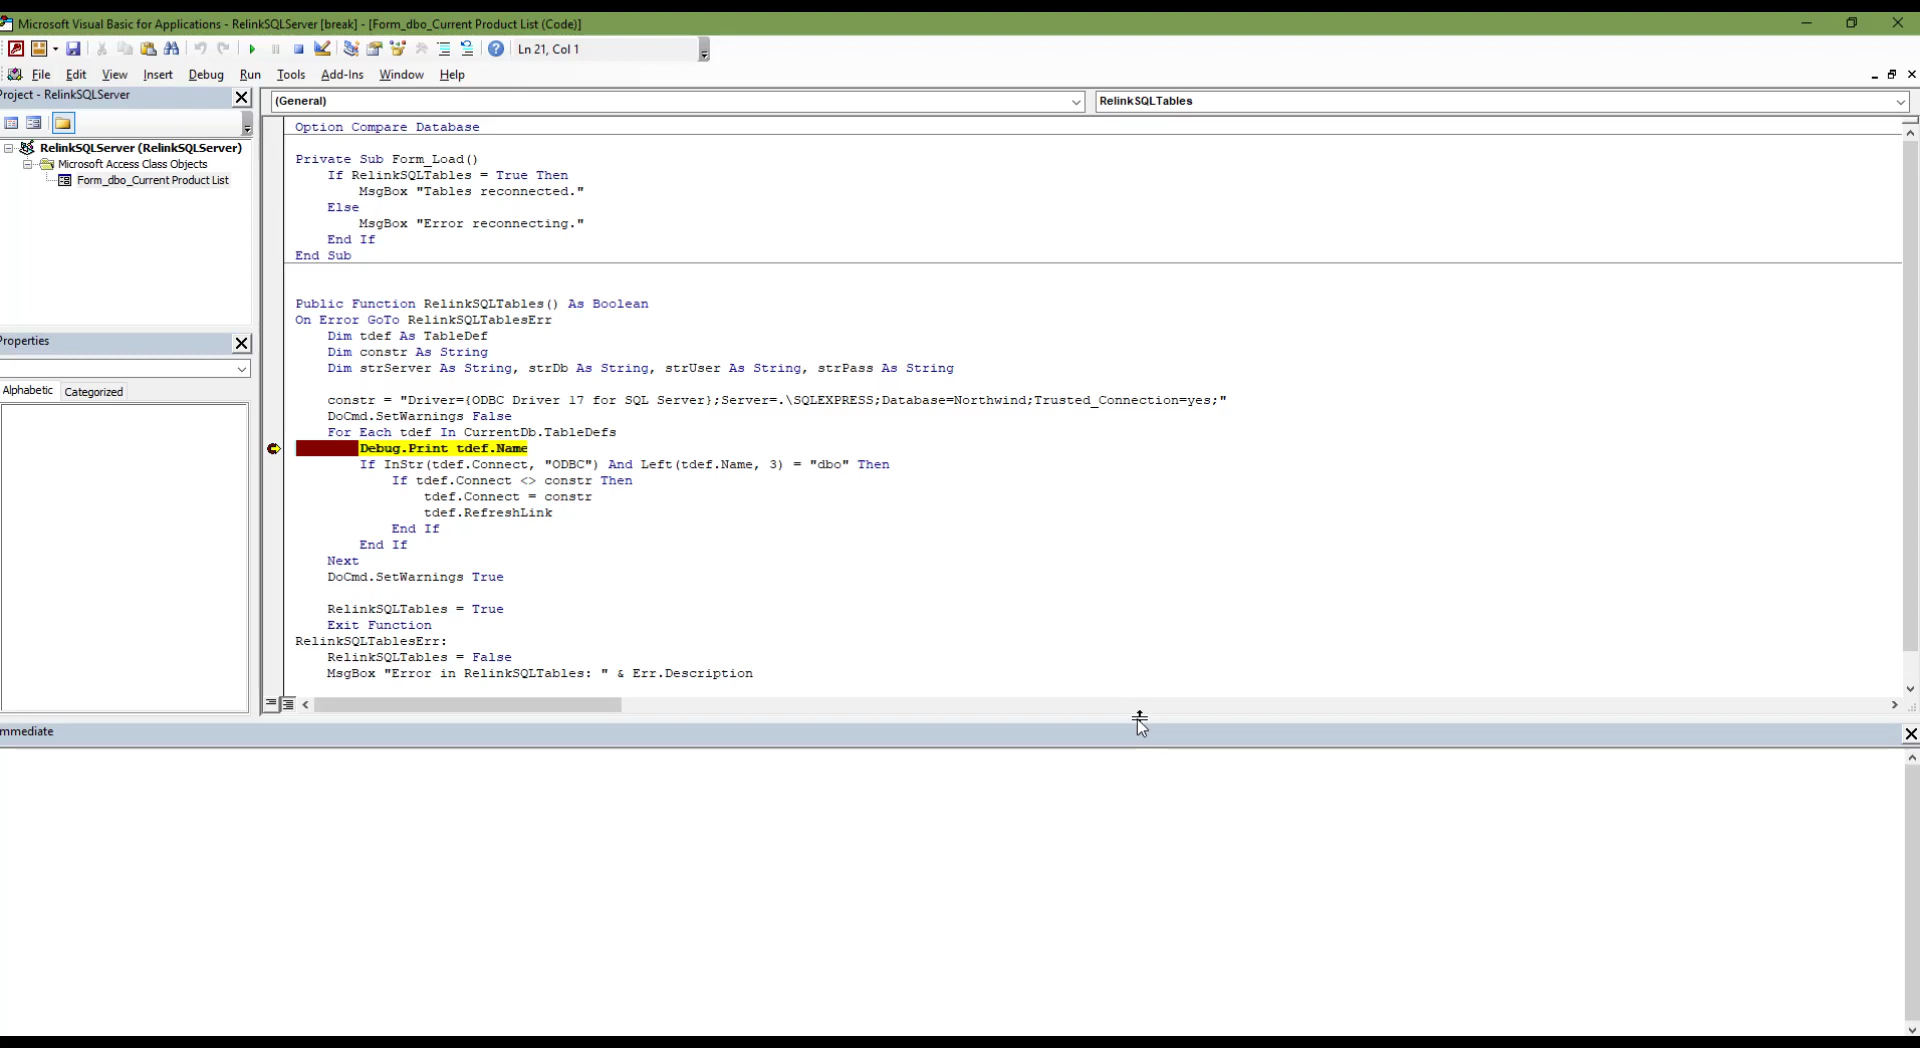 Microsoft Visual Basic for Applications - RelinkSQLServer [break] - [Form_dbo_Current Product List (Code)]
Ln 21, Col 1
File Edit View Insert Debug Run Tools Add-Ins Window Help
Project - RelinkSQLServer
(General)
RelinkSQLTables
RelinkSQLServer (RelinkSQLServer)
Microsoft Access Class Objects
Form_dbo_Current Product List
Properties
Alphabetic Categorized
Option Compare Database
Private Sub Form_Load()
If RelinkSQLTables = True Then
MsgBox "Tables reconnected."
Else
MsgBox "Error reconnecting."
End If
End Sub
Public Function RelinkSQLTables() As Boolean
On Error GoTo RelinkSQLTablesErr
Dim tdef As TableDef
Dim constr As String
Dim strServer As String, strDb As String, strUser As String, strPass As String
constr = "Driver={ODBC Driver 17 for SQL Server};Server=.\SQLEXPRESS;Database=Northwind;Trusted_Connection=yes;"
DoCmd.SetWarnings False
For Each tdef In CurrentDb.TableDefs
Debug.Print tdef.Name
If InStr(tdef.Connect, "ODBC") And Left(tdef.Name, 3) = "dbo" Then
If tdef.Connect <> constr Then
tdef.Connect = constr
tdef.RefreshLink
End If
End If
Next
DoCmd.SetWarnings True
RelinkSQLTables = True
Exit Function
RelinkSQLTablesErr:
RelinkSQLTables = False
MsgBox "Error in RelinkSQLTables: " & Err.Description
mmediate